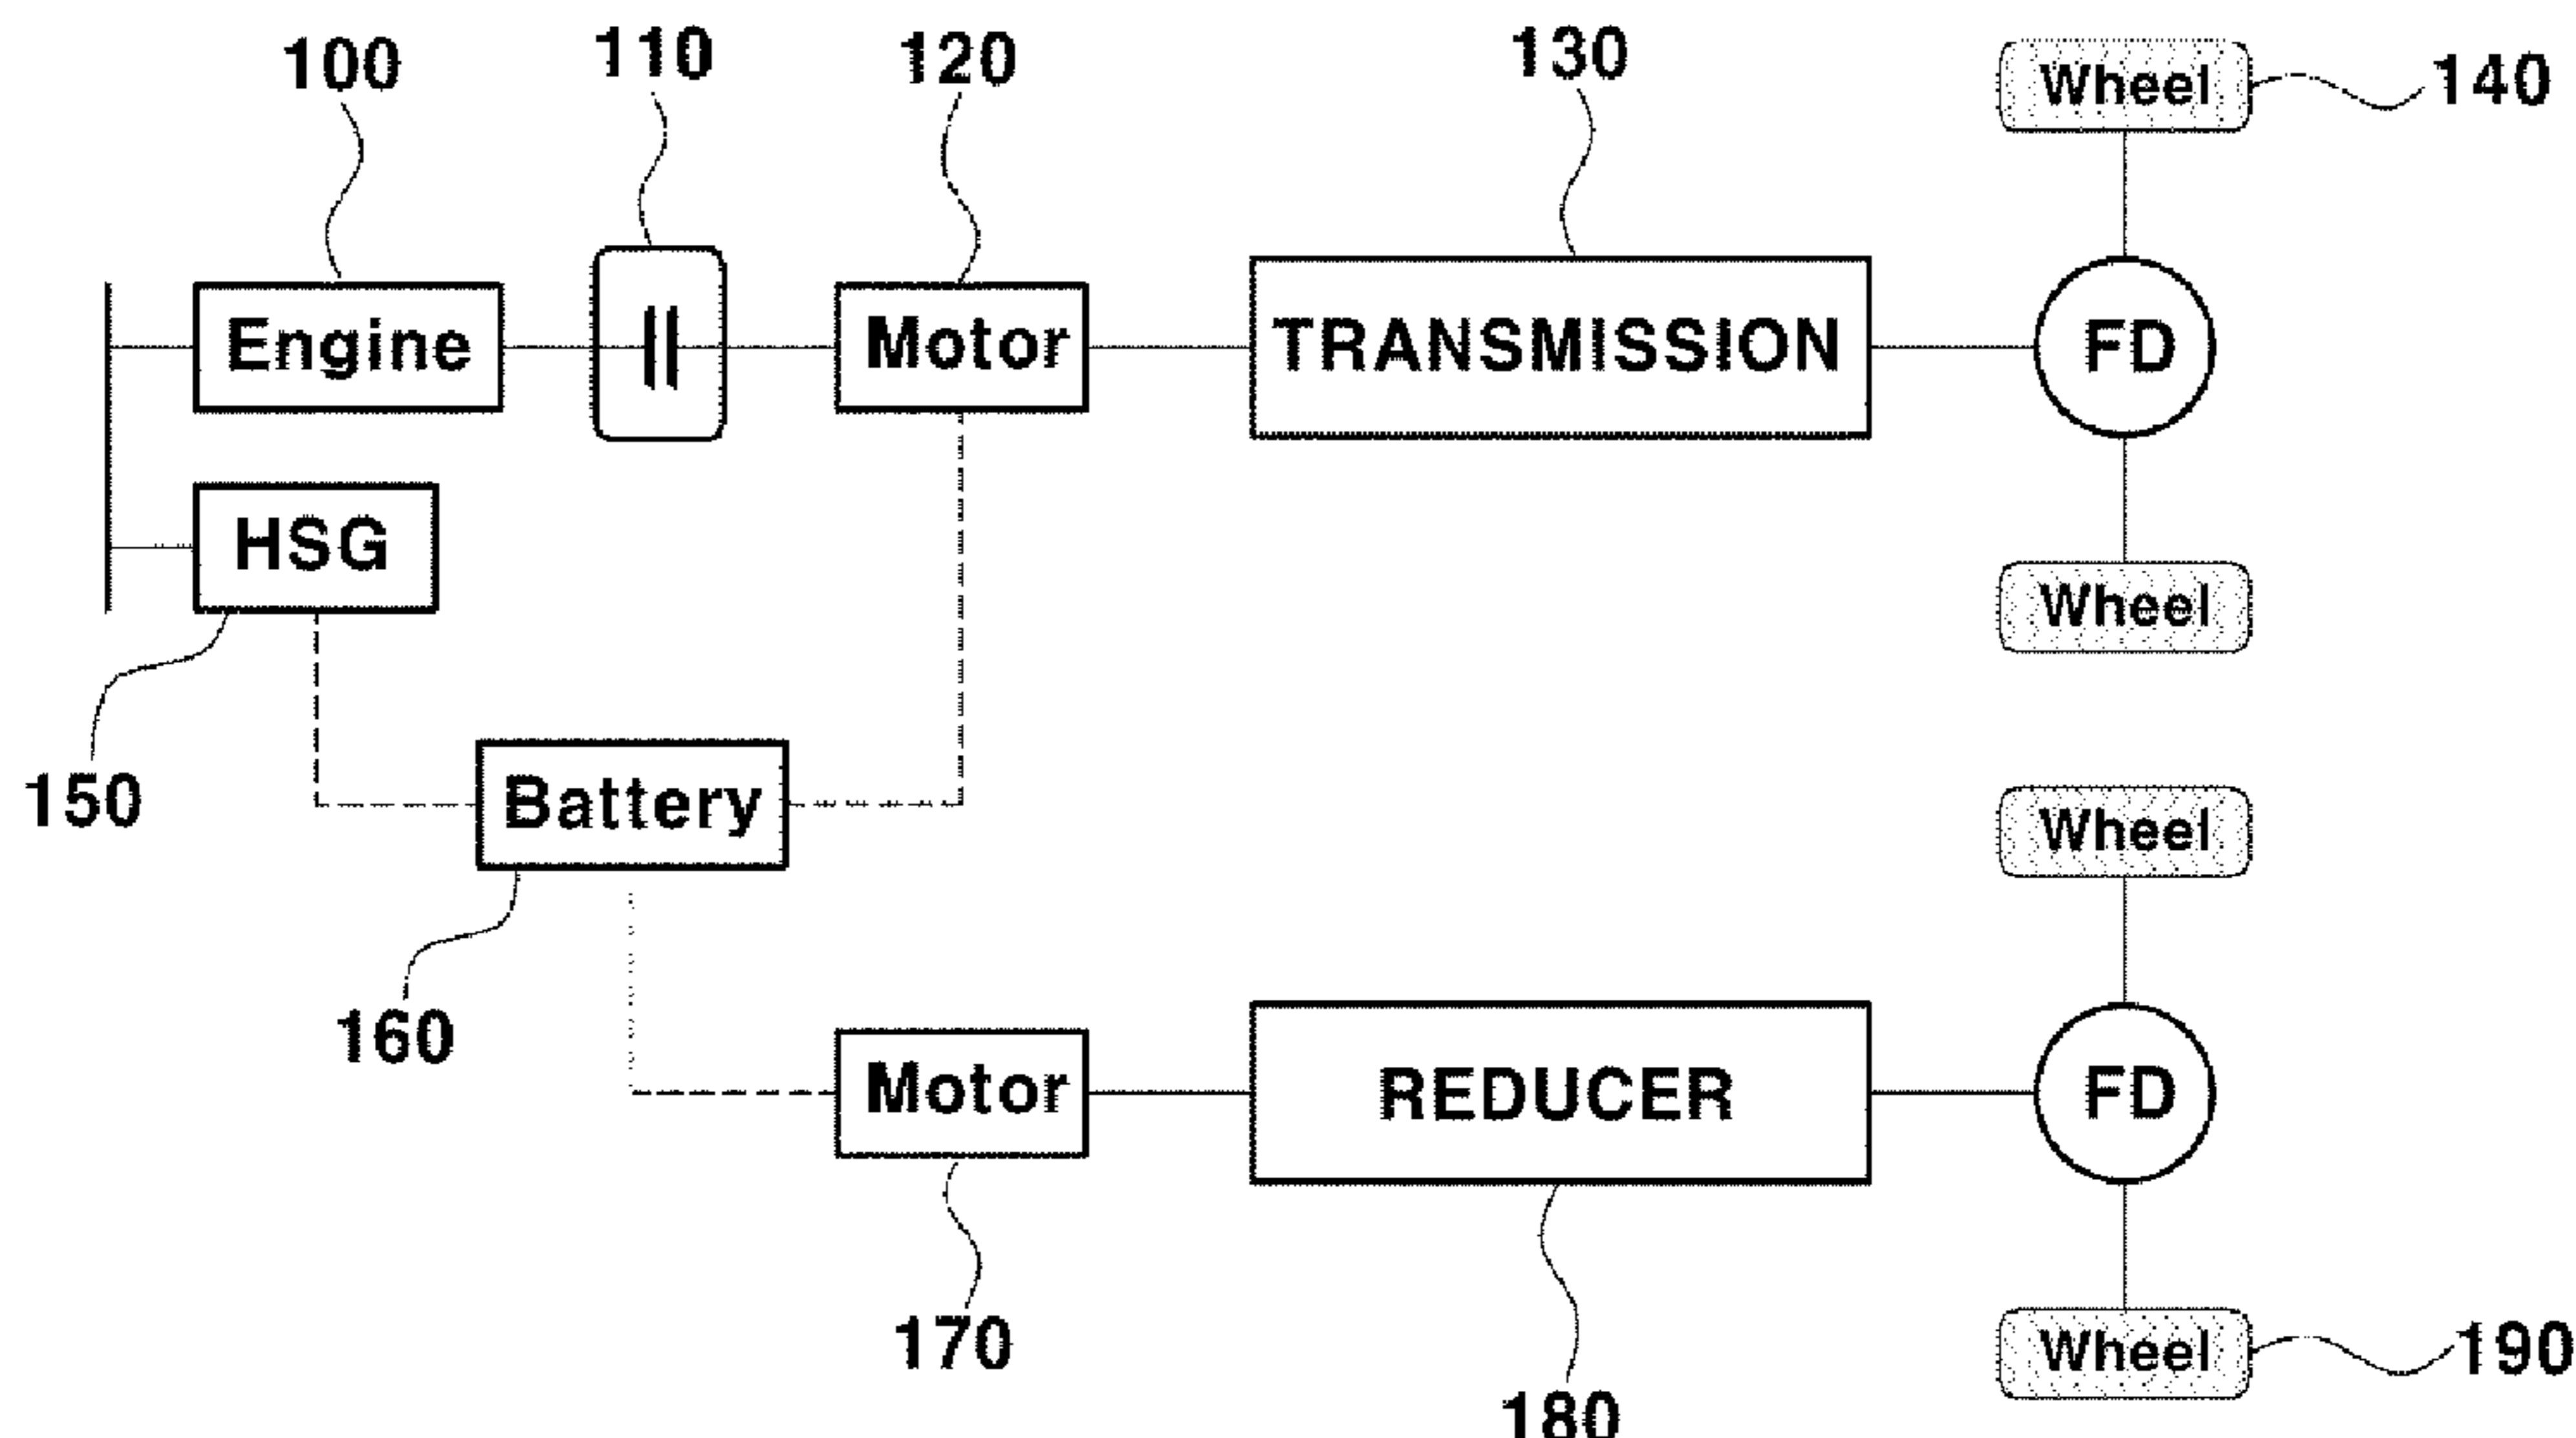 100
110
120
130
Wheel
140
Engine
Motor
TRANSMISSION
FD
HSG
Wheel
150
Battery
Wheel
160
Motor
REDUCER
FD
170
Wheel
190
180